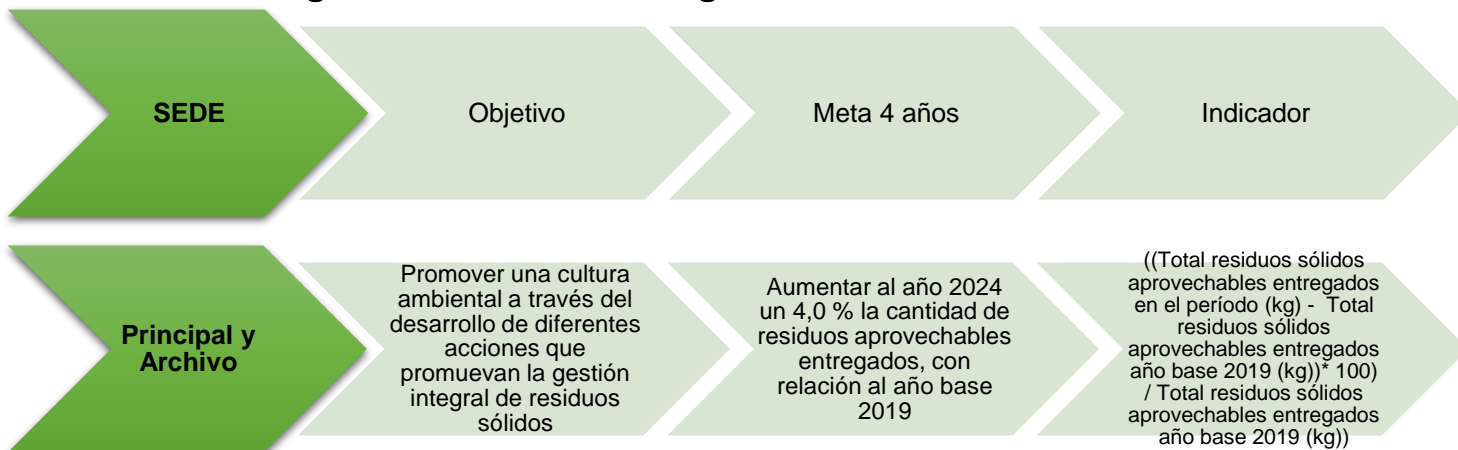 SEDE
Objetivo
Meta 4 años
Indicador
Principal y
Archivo
Promover una cultura
ambiental a través del
desarrollo de diferentes
acciones que
promuevan la gestión
integral de residuos
sólidos
Aumentar al año 2024
un 4,0 % la cantidad de
residuos aprovechables
entregados, con
relación al año base
2019
((Total residuos sólidos
aprovechables entregados
en el período (kg) - Total
residuos sólidos
aprovechables entregados
año base 2019 (kg))* 100)
/ Total residuos sólidos
aprovechables entregados
año base 2019 (kg))